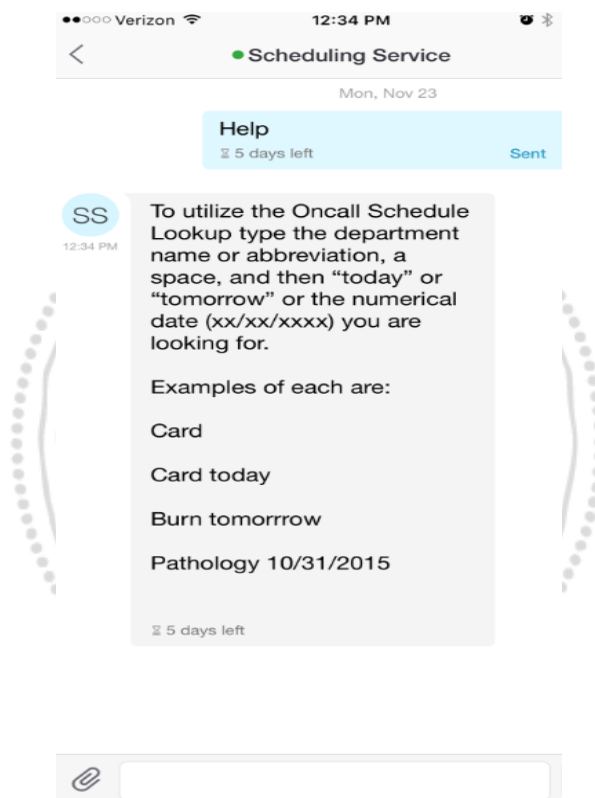 Verizon 12:34 PM
Scheduling Service
Mon, Nov 23
Help
5 days left Sent
SS
12:34 PM
To utilize the Oncall Schedule
Lookup type the department
name or abbreviation, a
space, and then “today” or
“tomorrow” or the numerical
date (xx/xx/xxxx) you are
looking for.
Examples of each are:
Card
Card today
Burn tomorrrow
Pathology 10/31/2015
5 days left